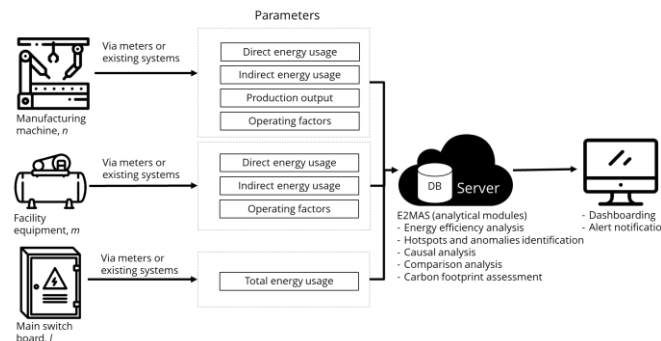 Parameters
Via meters or
existing systems
Direct energy usage
Indirect energy usage
Production output
Operating factors
Manufacturing
machine, n
Via meters or
existing systems
Direct energy usage
Indirect energy usage
Operating factors
Facility
equipment, m
DB
Server
E2MAS (analytical modules)
- Energy efficiency analysis
- Hotspots and anomalies identification
- Causal analysis
- Comparison analysis
- Carbon footprint assessment
- Dashboarding
- Alert notificatio
Via meters or
existing systems
Total energy usage
Main switch
board, l